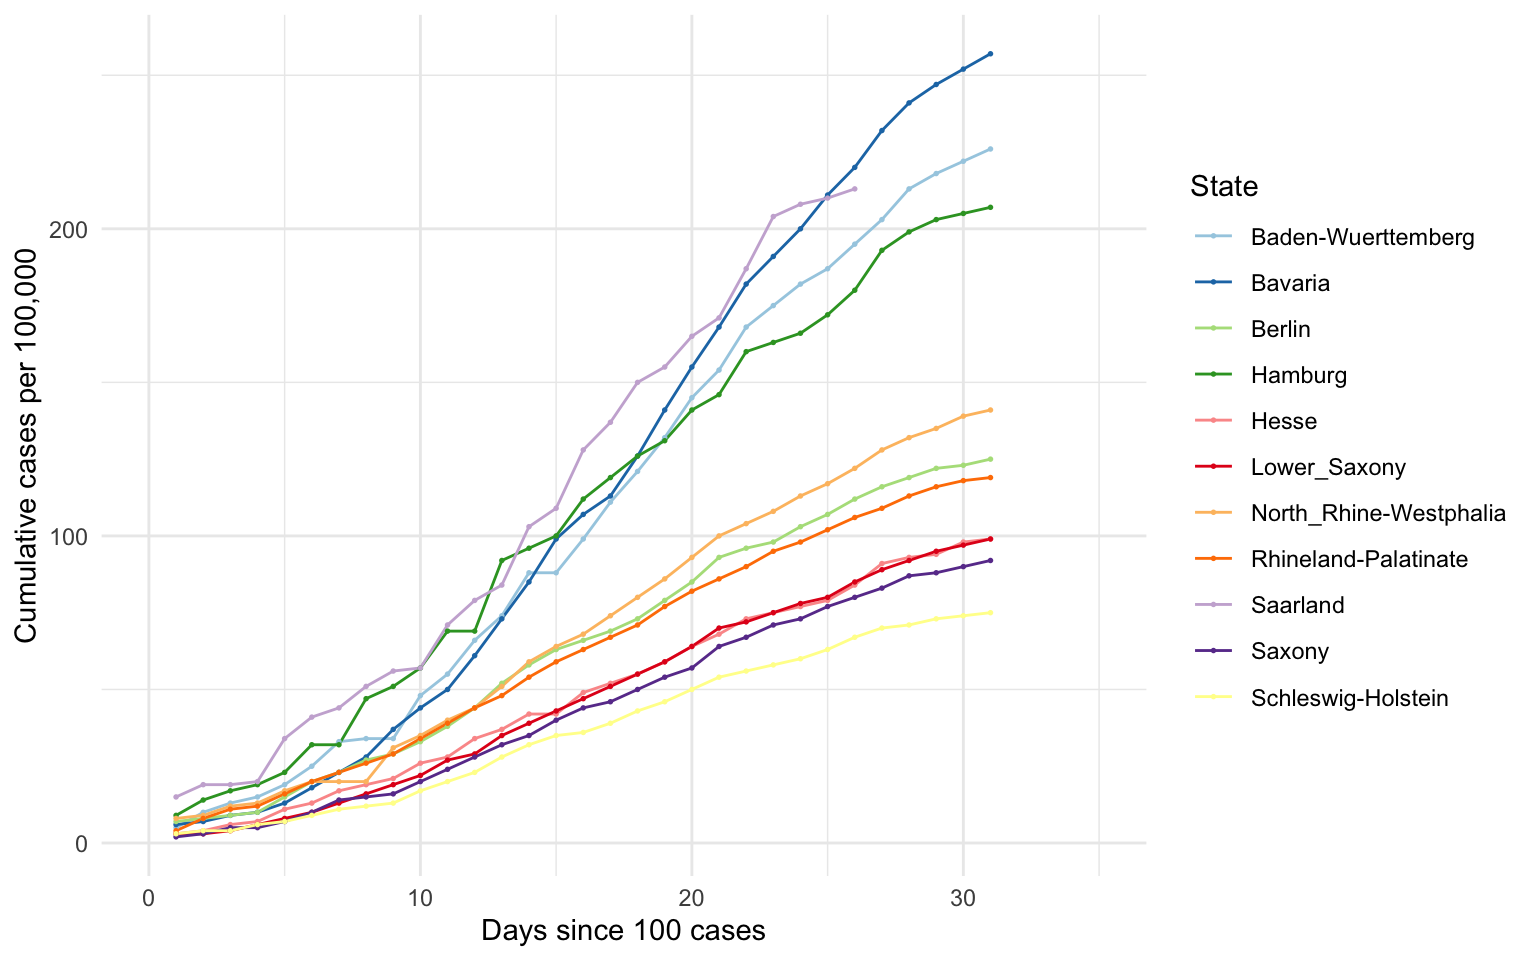 200
100
0
0
10
20
30
Days since 100 cases
Cumulative cases per 100,000
State
Baden-Wuerttemberg
Bavaria
Berlin
Hamburg
Hesse
Lower_Saxony
North_Rhine-Westphalia
Rhineland-Palatinate
Saarland
Saxony
Schleswig-Holstein